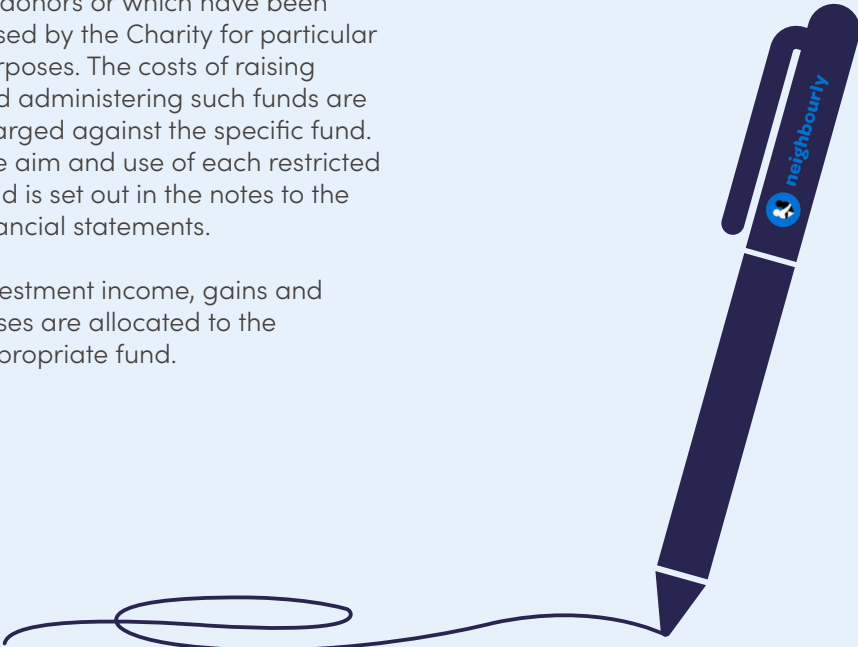 donors or which have been
sed by the Charity for particular
rposes. The costs of raising
d administering such funds are
arged against the specific fund.
e aim and use of each restricted
d is set out in the notes to the
ancial statements.
estment income, gains and
ses are allocated to the
propriate fund.
neighbourly